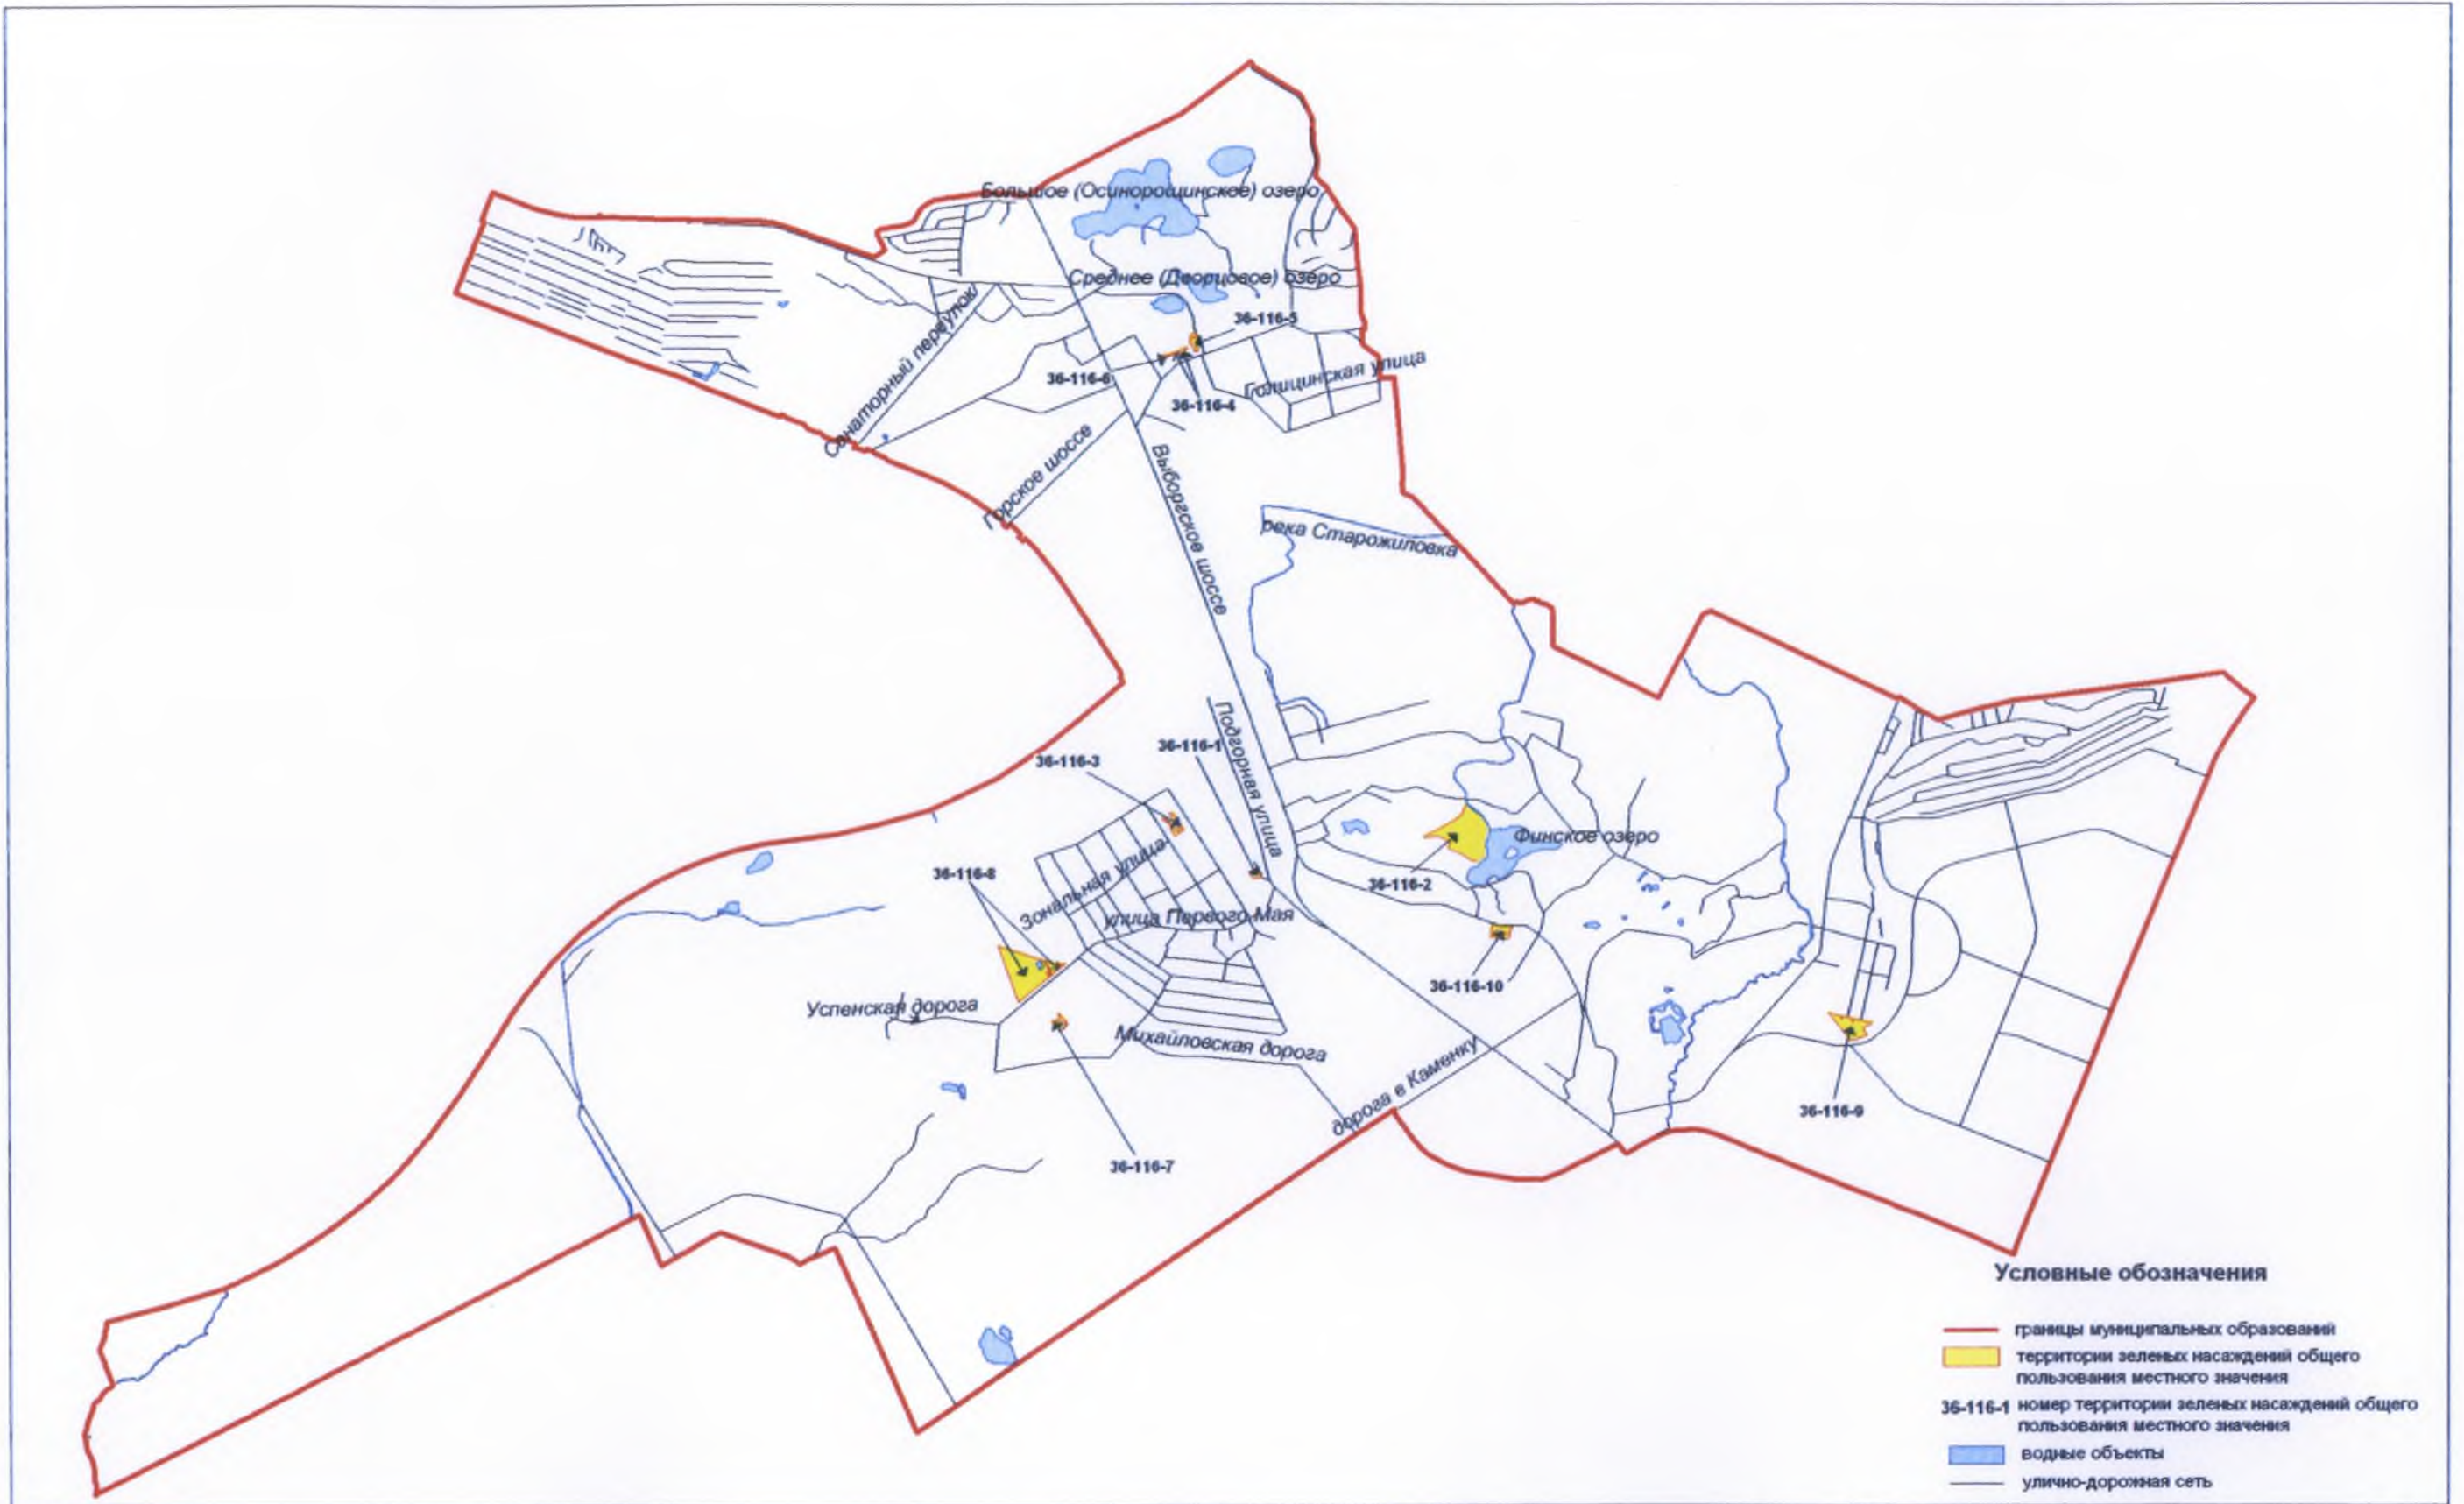 Большое (Осинорощинское) озеро
Среднее (Дворцовое) озеро
36-116-5
Санаторный переулок
36-116-6
Голицинская улица
36-116-4
Горское шоссе
Выборгское шоссе
река Старожиловка
Подгорная улица
36-116-1
36-116-3
Финское озеро
36-116-8
36-116-2
Зональная улица
улица Первого Мая
36-116-10
Успенская дорога
Михайловская дорога
дорога в Каменку
36-116-9
36-116-7
Условные обозначения
границы муниципальных образований
территории зеленых насаждений общего
пользования местного значения
36-116-1 номер территории зеленых насаждений общего
пользования местного значения
водные объекты
улично-дорожная сеть